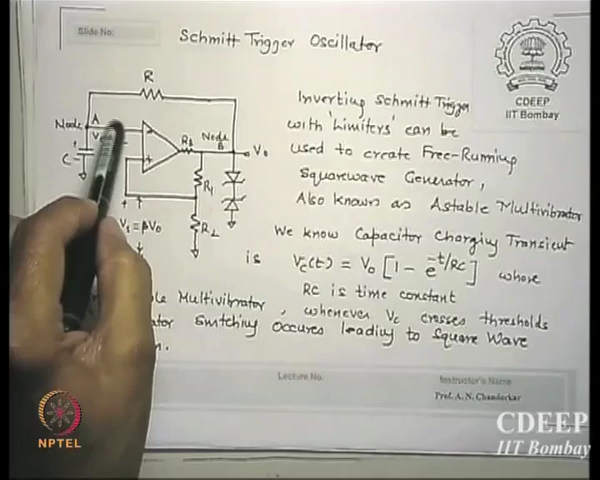 Slide No:
Schmitt Trigger Oscillator
CDEEP
IIT Bombay
R
Node A
Node B
R3
Vo
C
R1
R2
V1 = βVo
Inverting Schmitt Trigger
with 'Limiters' can be
used to create Free-Running
Squarewave Generator,
Also known as Astable Multivibrator
We know Capacitor Charging Transient
is Vc(t) = Vo [1 - e^-t/RC] where
RC is time constant
Multivibrator, whenever Vc crosses thresholds
Switching occures leading to Square Wave
Lecture No.
Instructor's Name
Prof. A. N. Chandorkar
NPTEL
CDEEP
IIT Bombay